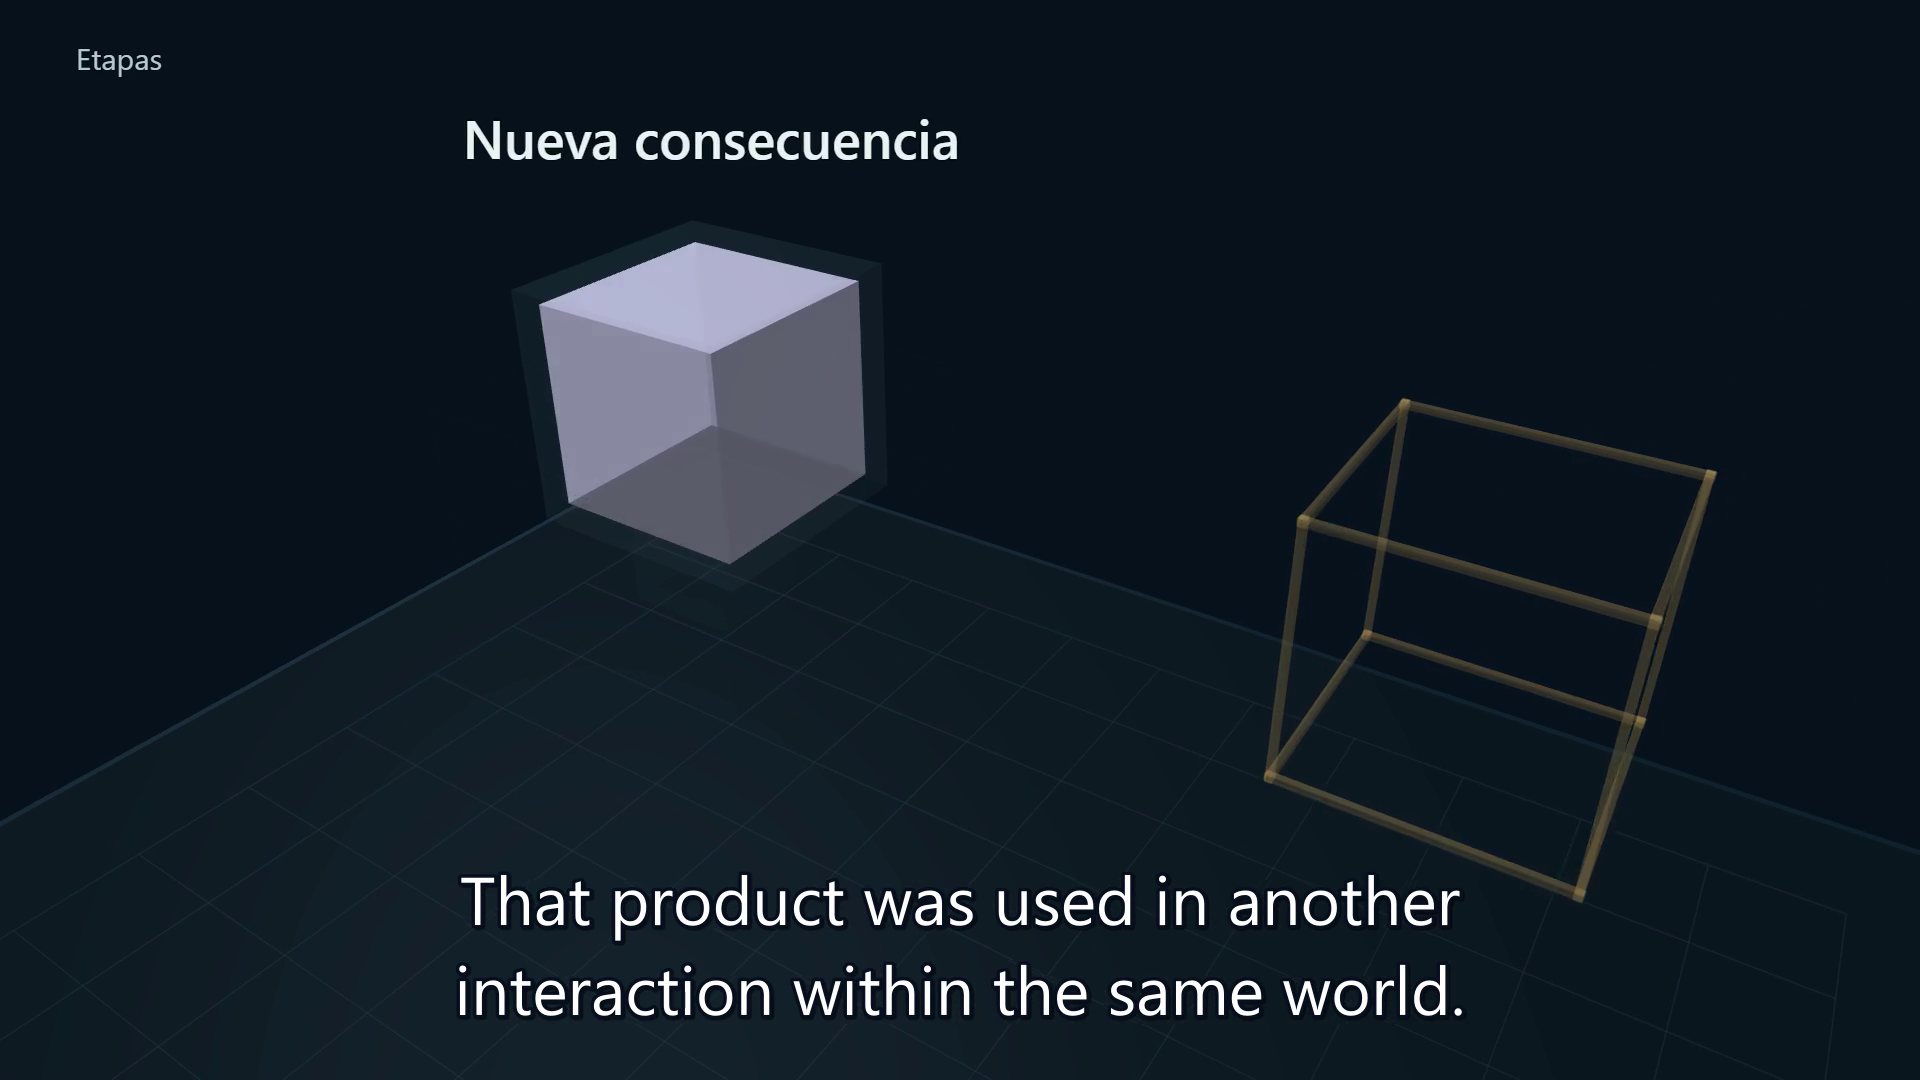 Etapas
Nueva consecuencia
That product was used in another
interaction within the same world.